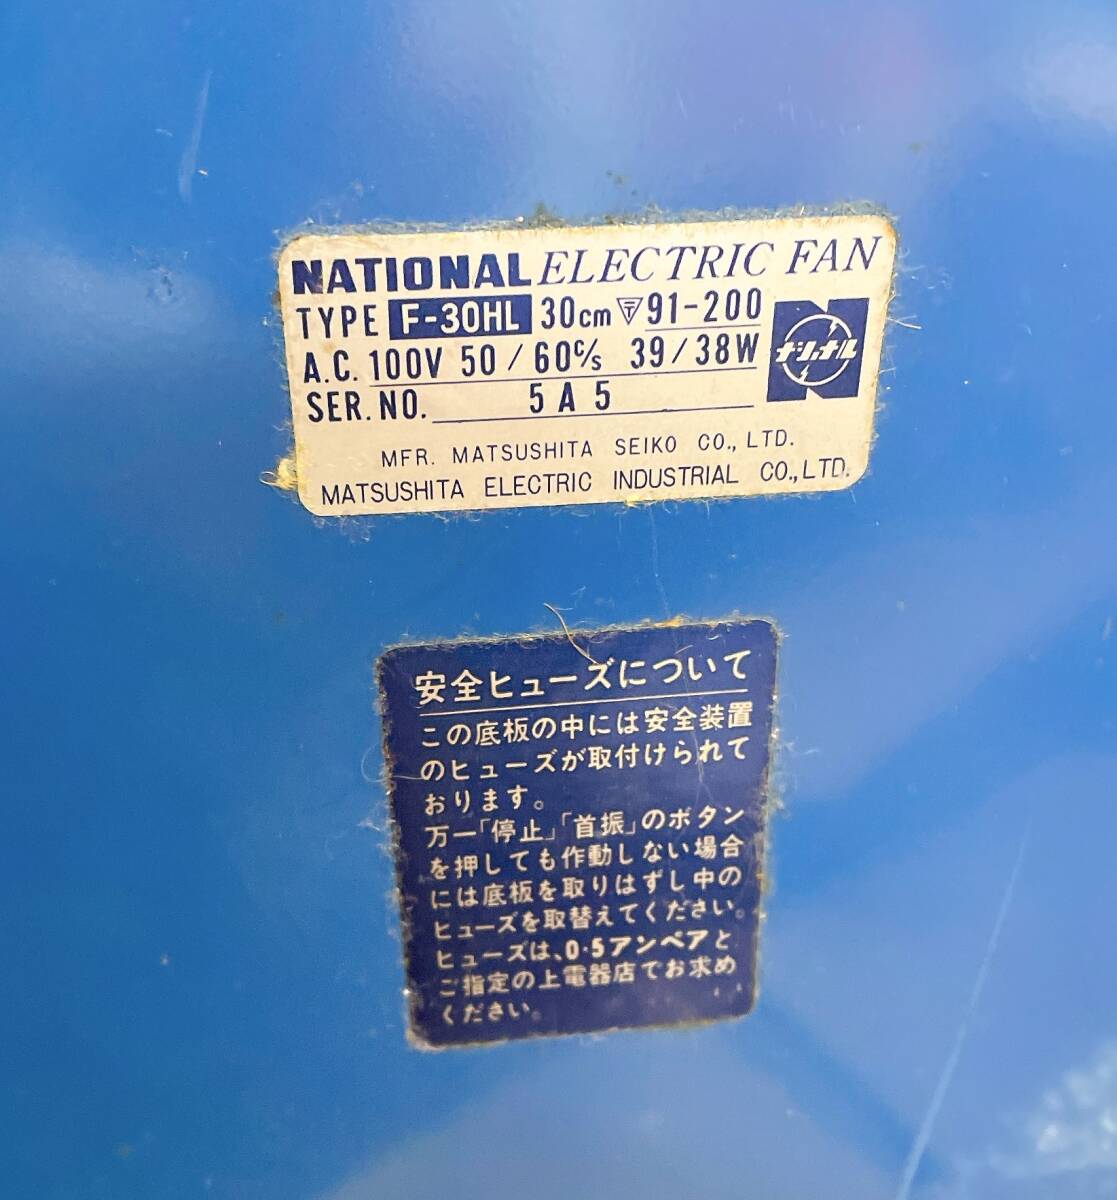 NATIONAL ELECTRIC FAN
TYPE F-30HL 30cm 〒91-200
A.C. 100V 50 / 60c/s 39 / 38W
ナショナル
SER. NO. 5 A 5
MFR. MATSUSHITA SEIKO CO., LTD.
MATSUSHITA ELECTRIC INDUSTRIAL CO., LTD.
安全ヒューズについて
この底板の中には安全装置
のヒューズが取付けられて
おります。
万一「停止」「首振」のボタン
を押しても作動しない場合
には底板を取りはずし中の
ヒューズを取替えてください。
ヒューズは、0·5アンペアと
ご指定の上電器店でお求め
ください。